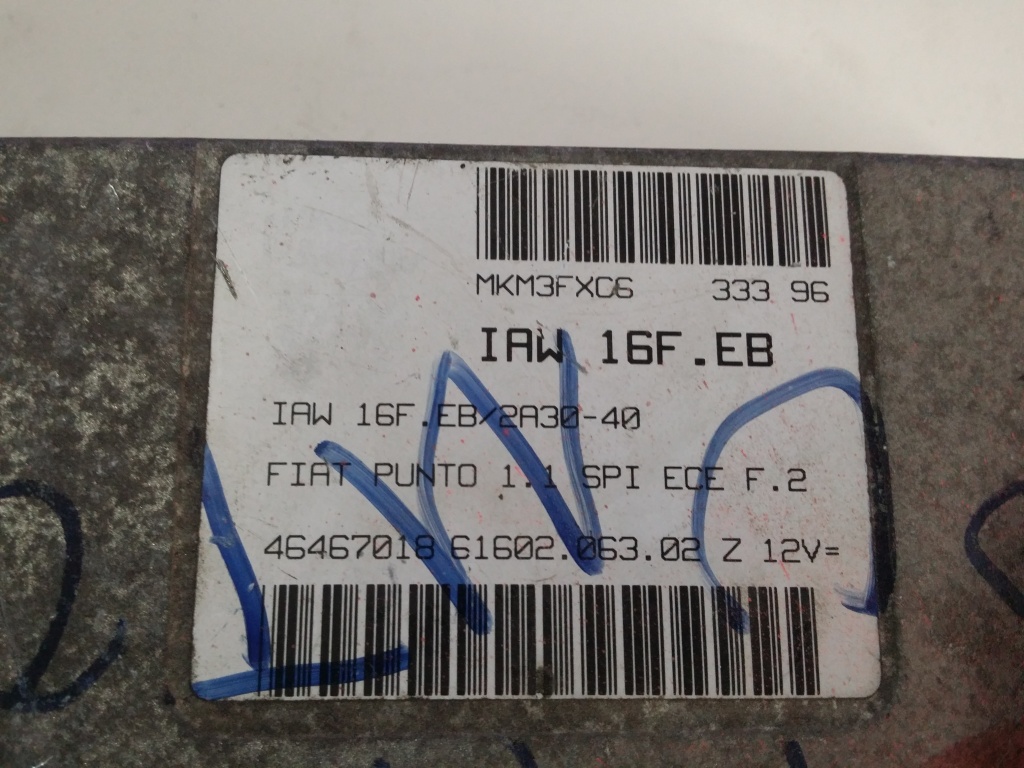 MKM3FXC6 333 96
IAW 16F.EB
IAW 16F.EB/2A30-40
FIAT PUNTO 1.1 SPI ECE F.2
46467018 61602.063.02 Z 12V=